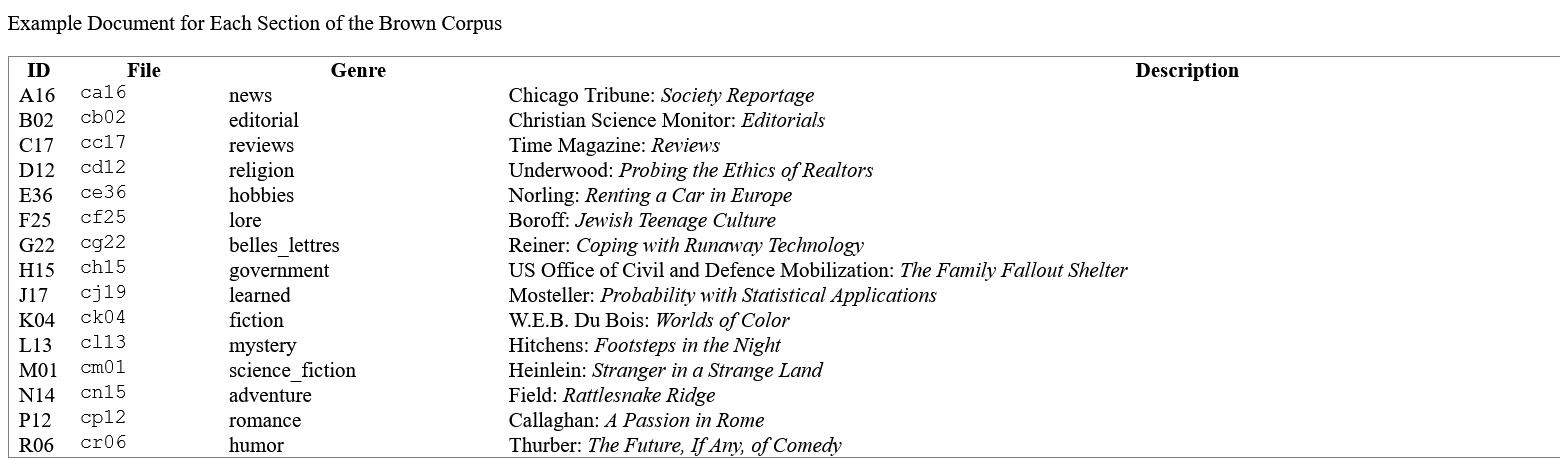 Example Document for Each Section of the Brown Corpus
ID File Genre Description
A16 ca16 news Chicago Tribune: Society Reportage
B02 cb02 editorial Christian Science Monitor: Editorials
C17 cc17 reviews Time Magazine: Reviews
D12 cd12 religion Underwood: Probing the Ethics of Realtors
E36 ce36 hobbies Norling: Renting a Car in Europe
F25 cf25 lore Boroff: Jewish Teenage Culture
G22 cg22 belles_lettres Reiner: Coping with Runaway Technology
H15 ch15 government US Office of Civil and Defence Mobilization: The Family Fallout Shelter
J17 cj19 learned Mosteller: Probability with Statistical Applications
K04 ck04 fiction W.E.B. Du Bois: Worlds of Color
L13 cl13 mystery Hitchens: Footsteps in the Night
M01 cm01 science_fiction Heinlein: Stranger in a Strange Land
N14 cn15 adventure Field: Rattlesnake Ridge
P12 cp12 romance Callaghan: A Passion in Rome
R06 cr06 humor Thurber: The Future, If Any, of Comedy